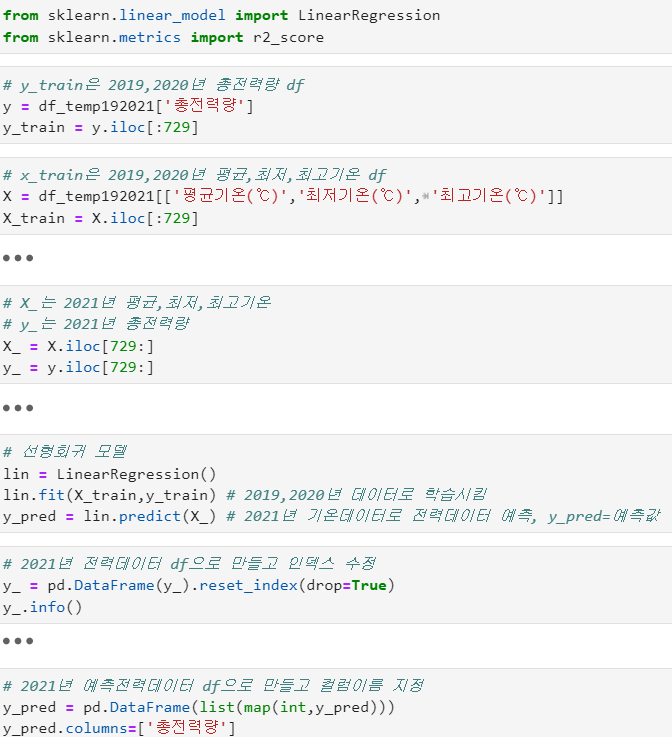 from sklearn.linear_model import LinearRegression
from sklearn.metrics import r2_score
# y_train은 2019,2020년 총전력량 df
y = df_temp192021['총전력량']
y_train = y.iloc[:729]
# x_train은 2019,2020년 평균,최저,최고기온 df
X = df_temp192021[['평균기온(℃)','최저기온(℃)', '최고기온(℃)']]
X_train = X.iloc[:729]
# X_는 2021년 평균,최저,최고기온
# y_는 2021년 총전력량
X_ = X.iloc[729:]
y_ = y.iloc[729:]
# 선형회귀 모델
lin = LinearRegression()
lin.fit(X_train,y_train) # 2019,2020년 데이터로 학습시킴
y_pred = lin.predict(X_) # 2021년 기온데이터로 전력데이터 예측, y_pred=예측값
# 2021년 전력데이터 df으로 만들고 인덱스 수정
y_ = pd.DataFrame(y_).reset_index(drop=True)
y_.info()
# 2021년 예측전력데이터 df으로 만들고 컬럼이름 지정
y_pred = pd.DataFrame(list(map(int,y_pred)))
y_pred.columns=['총전력량']